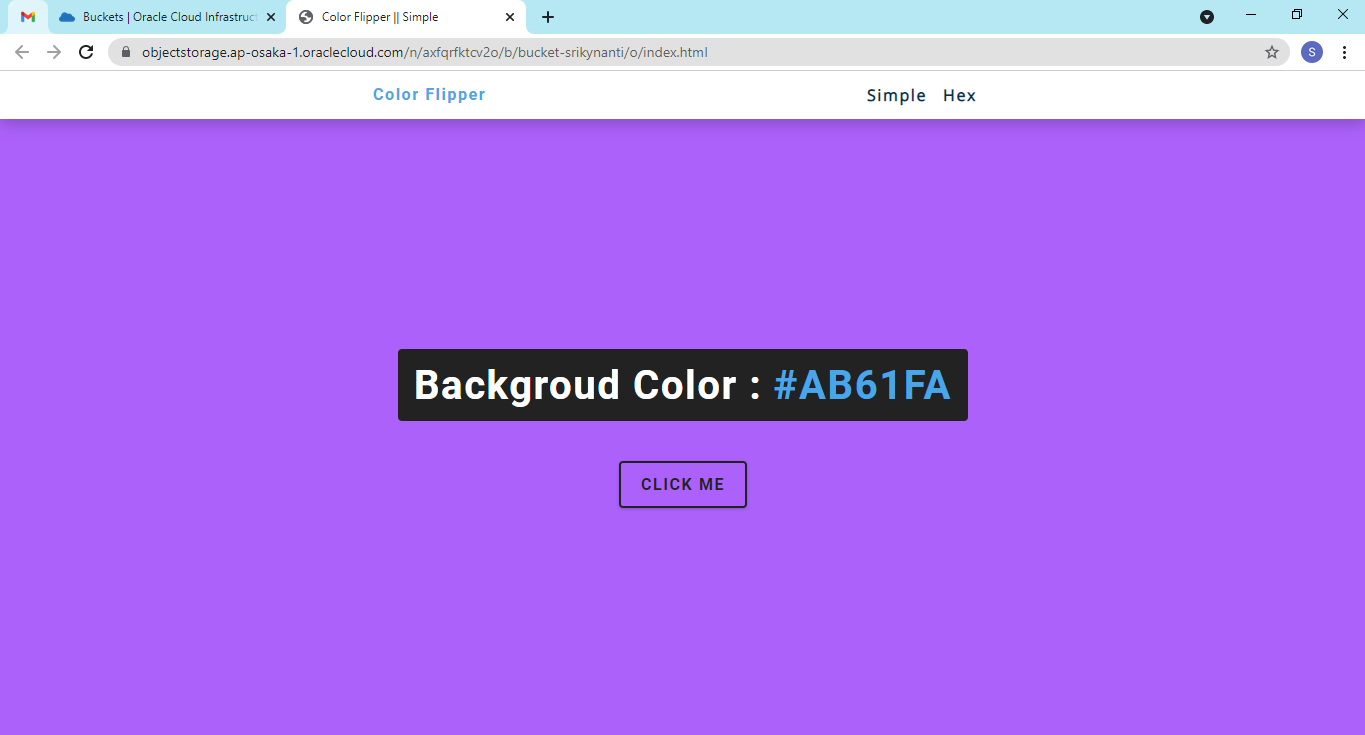 Buckets | Oracle Cloud Infrastruct
Color Flipper || Simple
objectstorage.ap-osaka-1.oraclecloud.com/n/axfqrfktcv2o/b/bucket-srikynanti/o/index.html
S
Color Flipper
Simple Hex
Backgroud Color : #AB61FA
CLICK ME